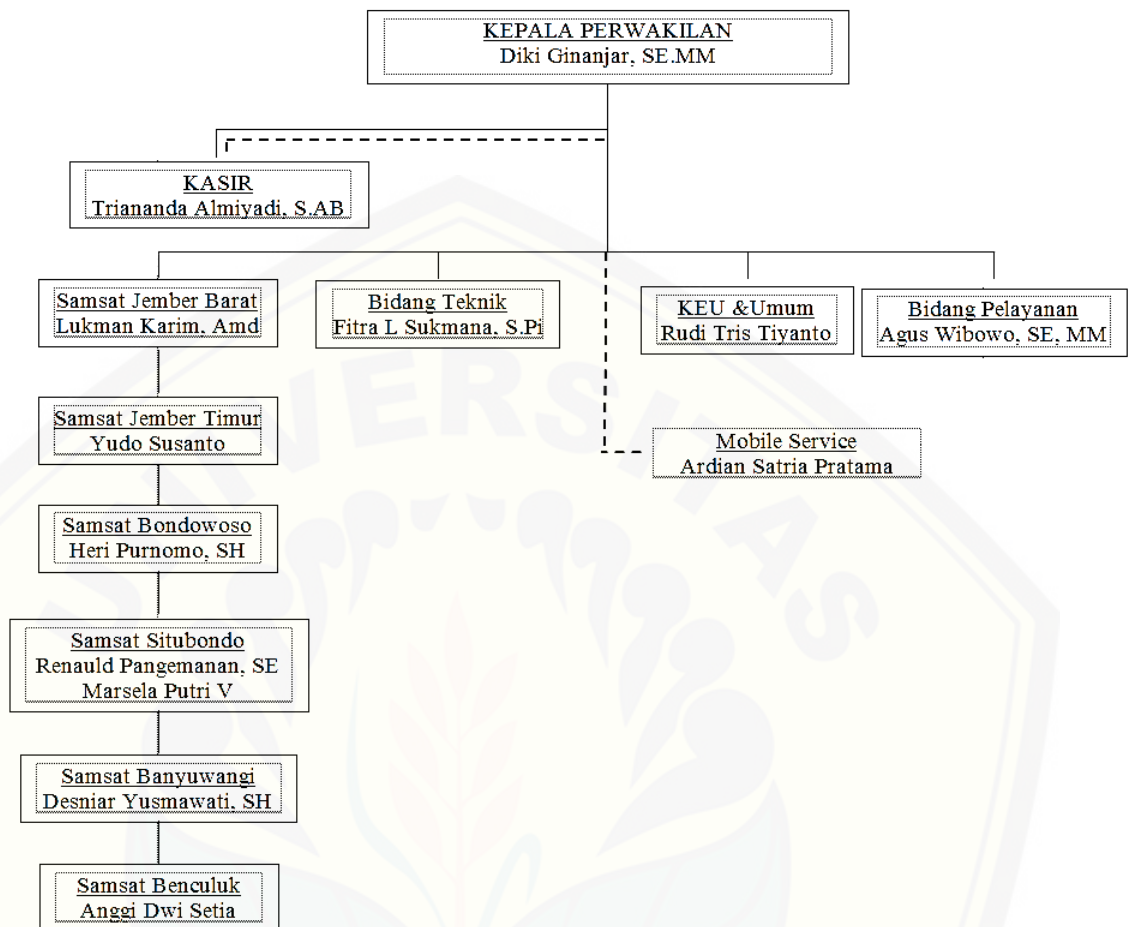 KEPALA PERWAKILAN
Diki Ginanjar, SE.MM
KASIR
Triananda Almiyadi, S.AB
Samsat Jember Barat
Lukman Karim, Amd
Bidang Teknik
Fitra L Sukmana, S.Pi
KEU &Umum
Rudi Tris Tiyanto
Bidang Pelayanan
Agus Wibowo, SE, MM
Samsat Jember Timur
Yudo Susanto
Mobile Service
Ardian Satria Pratama
Samsat Bondowoso
Heri Purnomo, SH
Samsat Situbondo
Renauld Pangemanan, SE
Marsela Putri V
Samsat Banyuwangi
Desniar Yusmawati, SH
Samsat Benculuk
Anggi Dwi Setia
UNIVERSITAS